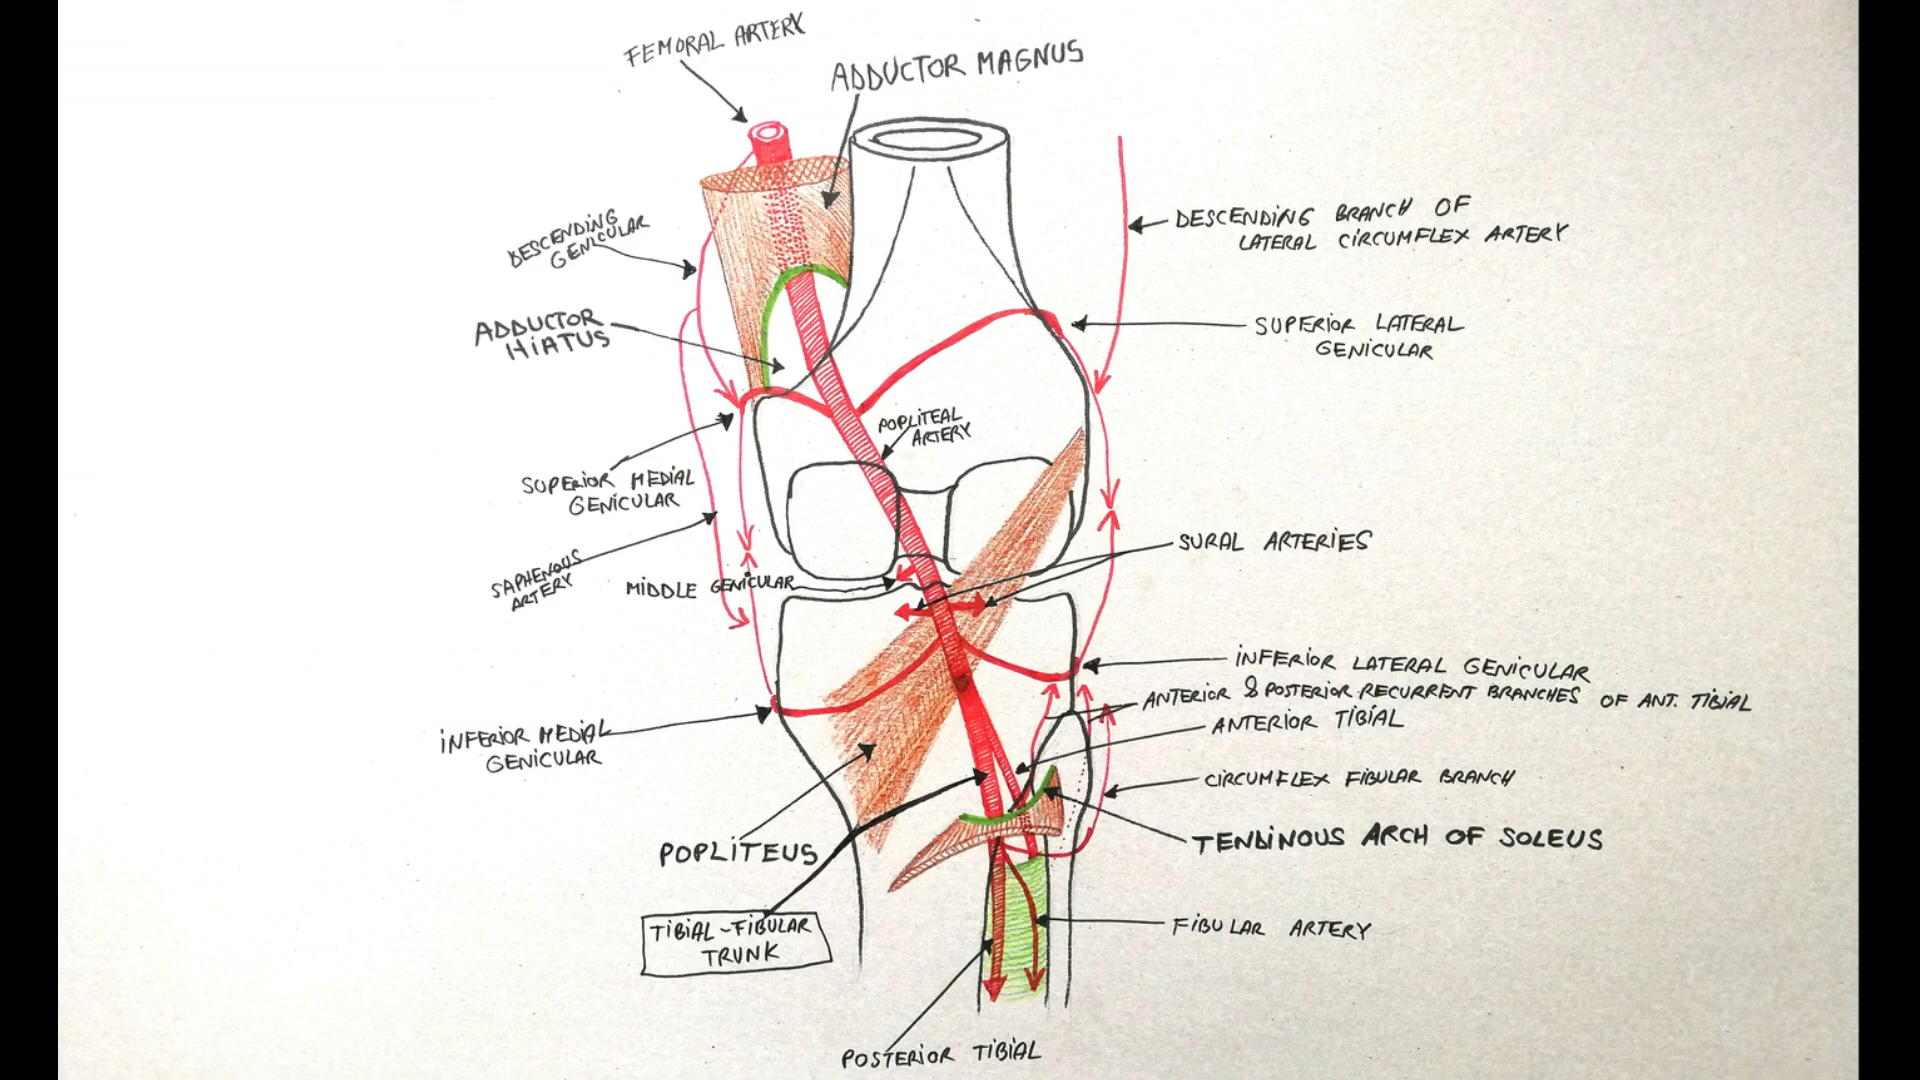 FEMORAL ARTERY
ADDUCTOR MAGNUS
DESCENDING
GENICULAR
DESCENDING BRANCH OF
LATERAL CIRCUMFLEX ARTERY
ADDUCTOR
HIATUS
SUPERIOR LATERAL
GENICULAR
POPLITEAL
ARTERY
SUPERIOR MEDIAL
GENICULAR
SURAL ARTERIES
SAPHENOUS
ARTERY
MIDDLE GENICULAR
INFERIOR LATERAL GENICULAR
ANTERIOR & POSTERIOR RECURRENT BRANCHES OF ANT. TIBIAL
ANTERIOR TIBIAL
INFERIOR MEDIAL
GENICULAR
CIRCUMFLEX FIBULAR BRANCH
TENDINOUS ARCH OF SOLEUS
POPLITEUS
TIBIAL-FIBULAR
TRUNK
FIBULAR ARTERY
POSTERIOR TIBIAL